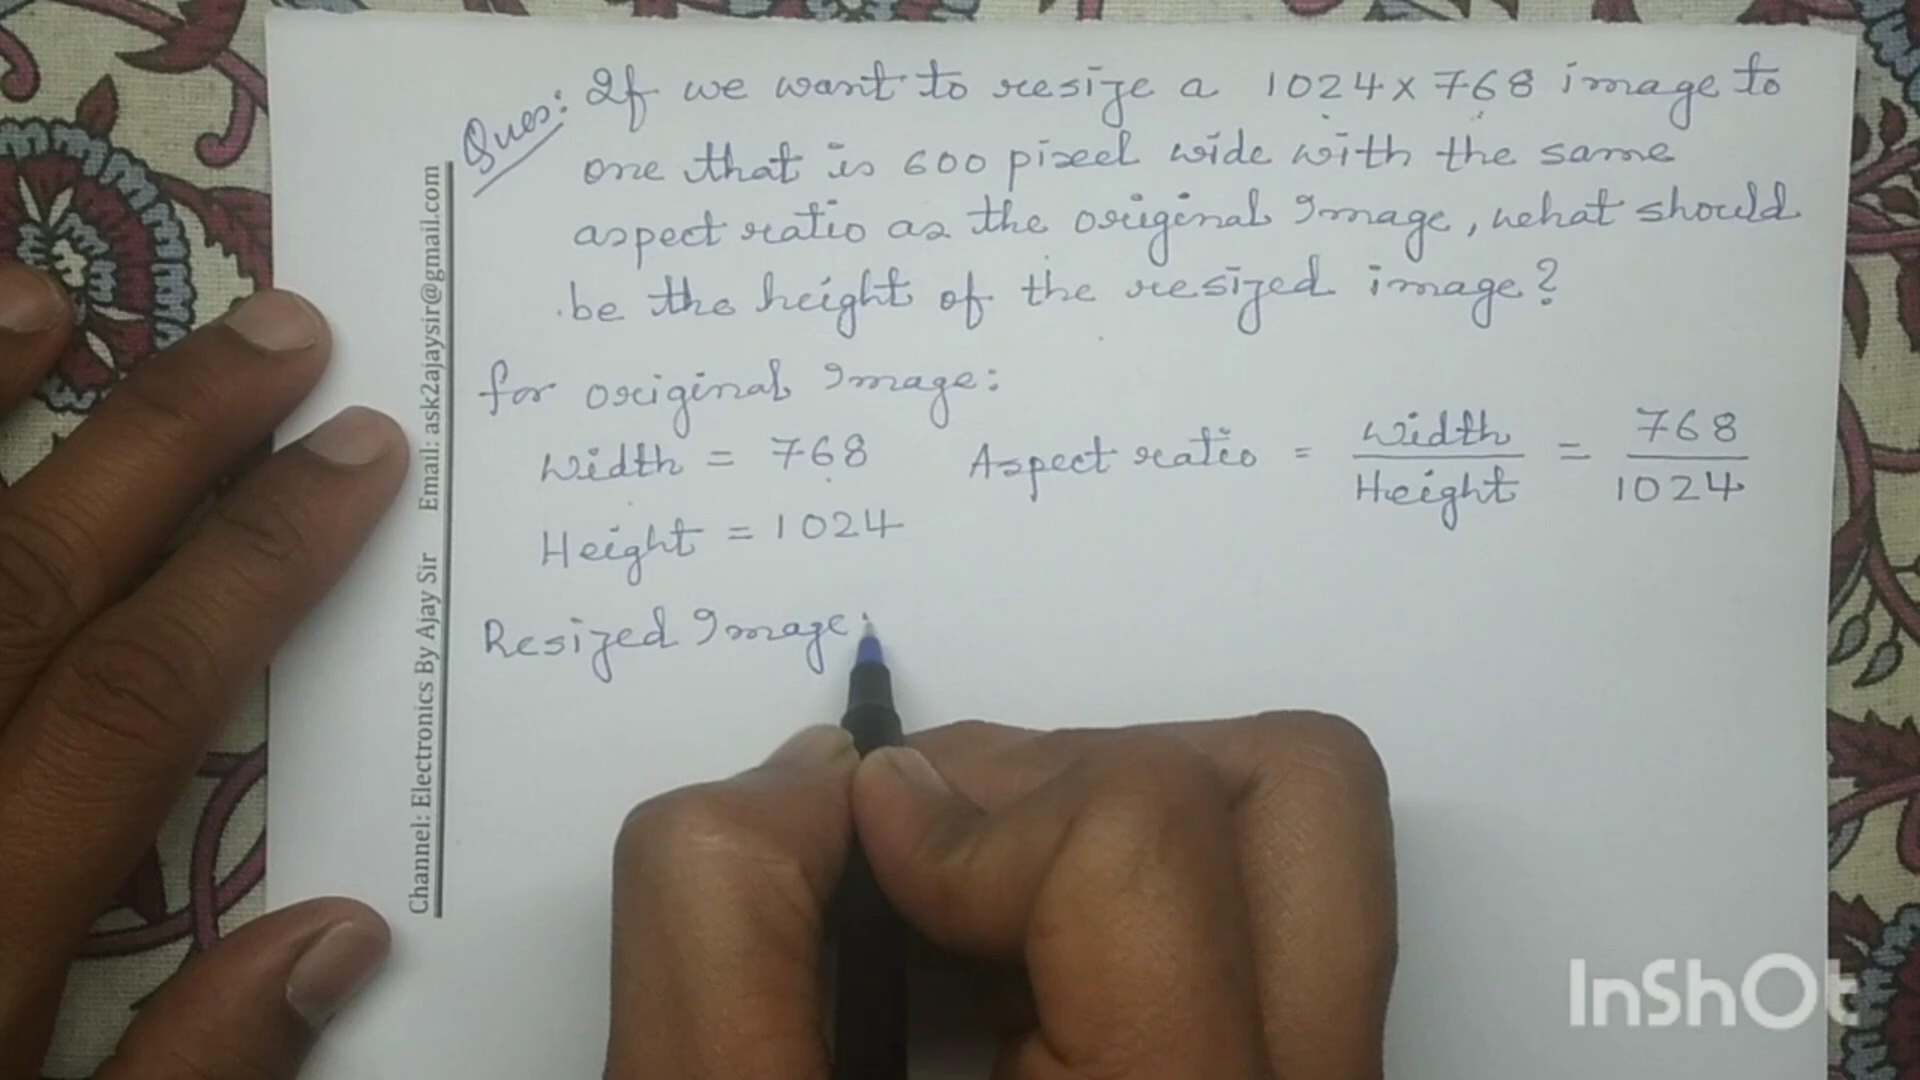 Ques: If we want to resize a 1024 x 768 image to
one that is 600 pixel wide with the same
aspect ratio as the original Image, what should
be the height of the resized image?
for original Image:
Width = 768 Aspect ratio = Width / Height = 768 / 1024
Height = 1024
Resized Image:
Channel: Electronics By Ajay Sir Email: ask2ajaysir@gmail.com
InShOt